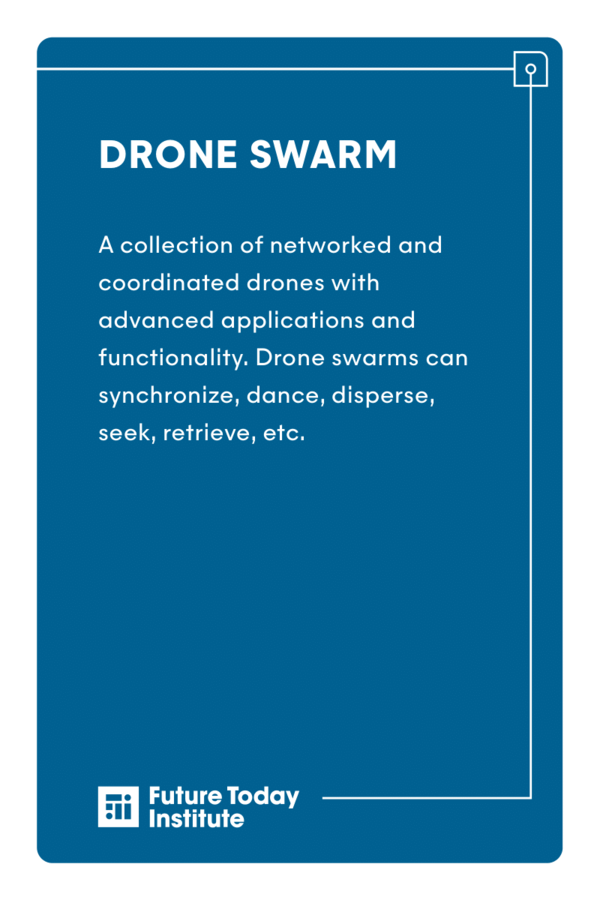 DRONE SWARM
A collection of networked and
coordinated drones with
advanced applications and
functionality. Drone swarms can
synchronize, dance, disperse,
seek, retrieve, etc.
Future Today
Institute